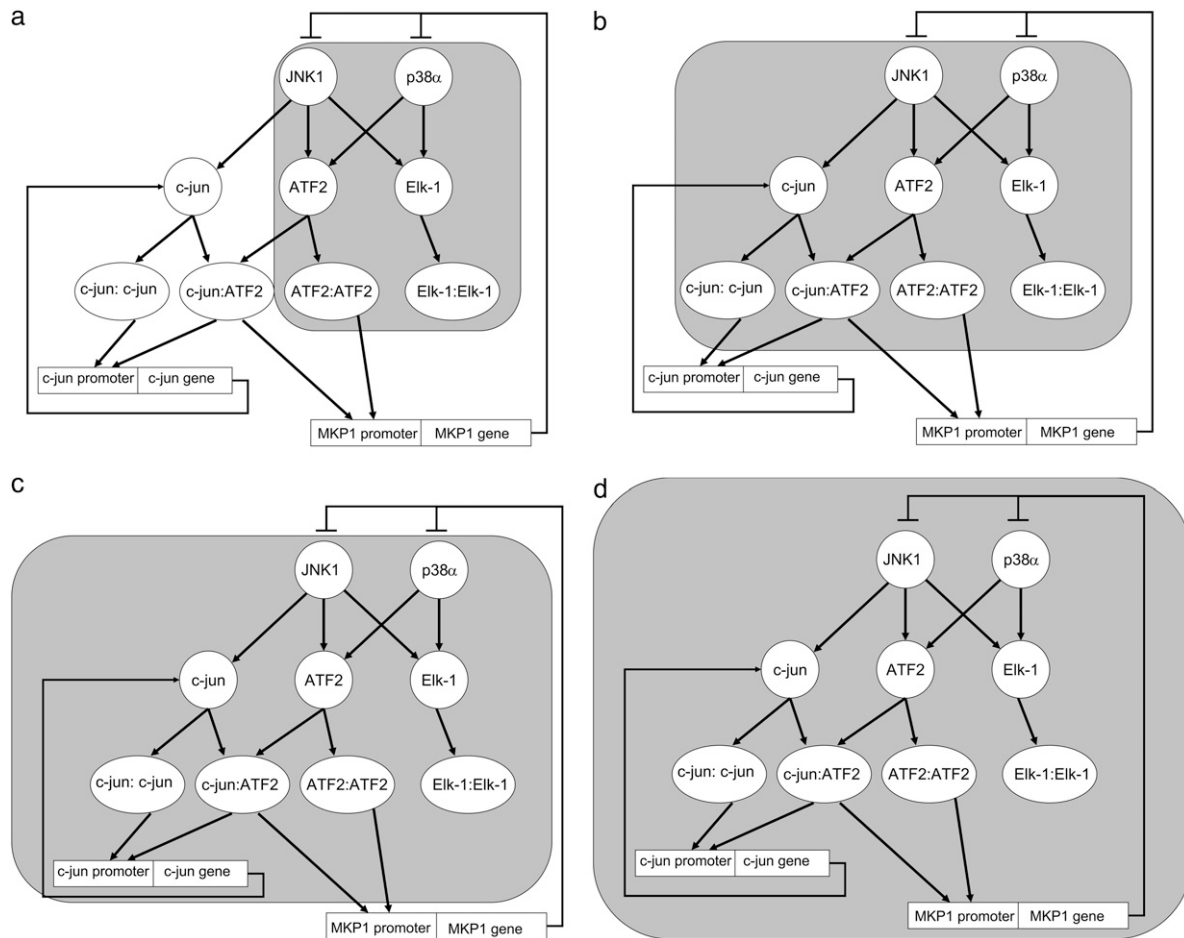 a
JNK1
p38α
c-jun
ATF2
Elk-1
c-jun: c-jun
c-jun:ATF2
ATF2:ATF2
Elk-1:Elk-1
c-jun promoter
c-jun gene
MKP1 promoter
MKP1 gene
b
JNK1
p38α
c-jun
ATF2
Elk-1
c-jun: c-jun
c-jun:ATF2
ATF2:ATF2
Elk-1:Elk-1
c-jun promoter
c-jun gene
MKP1 promoter
MKP1 gene
c
JNK1
p38α
c-jun
ATF2
Elk-1
c-jun: c-jun
c-jun:ATF2
ATF2:ATF2
Elk-1:Elk-1
c-jun promoter
c-jun gene
MKP1 promoter
MKP1 gene
d
JNK1
p38α
c-jun
ATF2
Elk-1
c-jun: c-jun
c-jun:ATF2
ATF2:ATF2
Elk-1:Elk-1
c-jun promoter
c-jun gene
MKP1 promoter
MKP1 gene